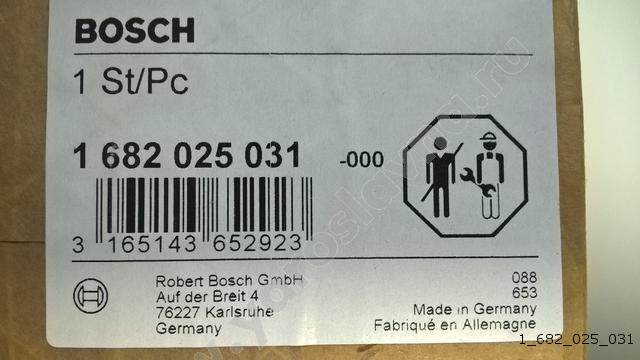 BOSCH
1 St/Pc
1 682 025 031 -000
3 165143 652923
Robert Bosch GmbH
Auf der Breit 4
76227 Karlsruhe
Germany
088
653
Made in Germany
Fabriqué en Allemagne
1_682_025_031